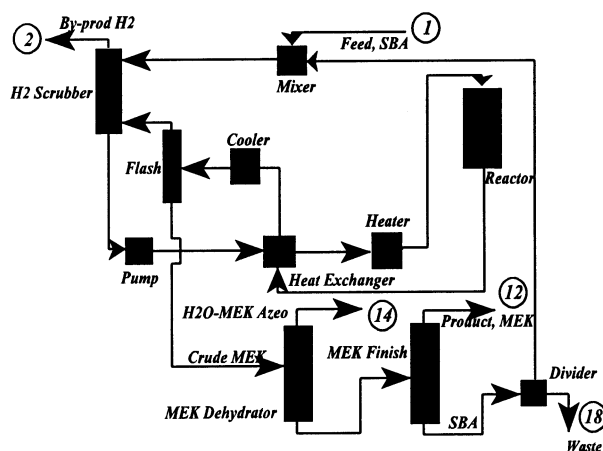 By-prod H2
2
1
Feed, SBA
Mixer
H2 Scrubber
Cooler
Flash
Reactor
Heater
Pump
Heat Exchanger
12
H2O-MEK Azeo
14
Product, MEK
MEK Finish
Crude MEK
Divider
MEK Dehydrator
SBA
18
Waste